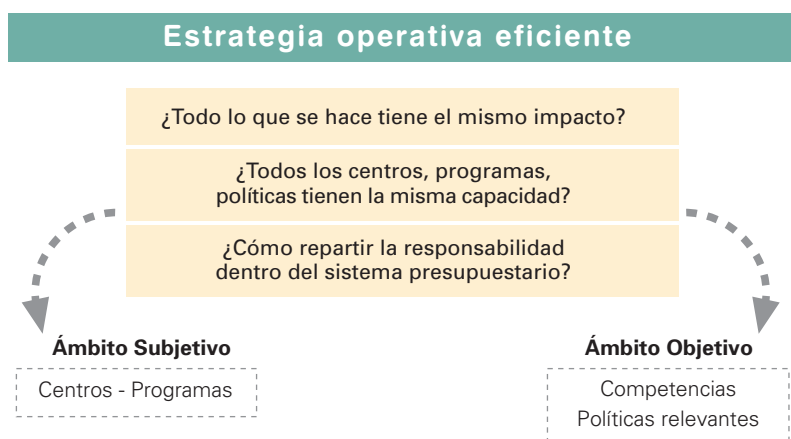 Estrategia operativa eficiente
¿Todo lo que se hace tiene el mismo impacto?
¿Todos los centros, programas,
políticas tienen la misma capacidad?
¿Cómo repartir la responsabilidad
dentro del sistema presupuestario?
Ámbito Subjetivo
Centros - Programas
Ámbito Objetivo
Competencias
Políticas relevantes